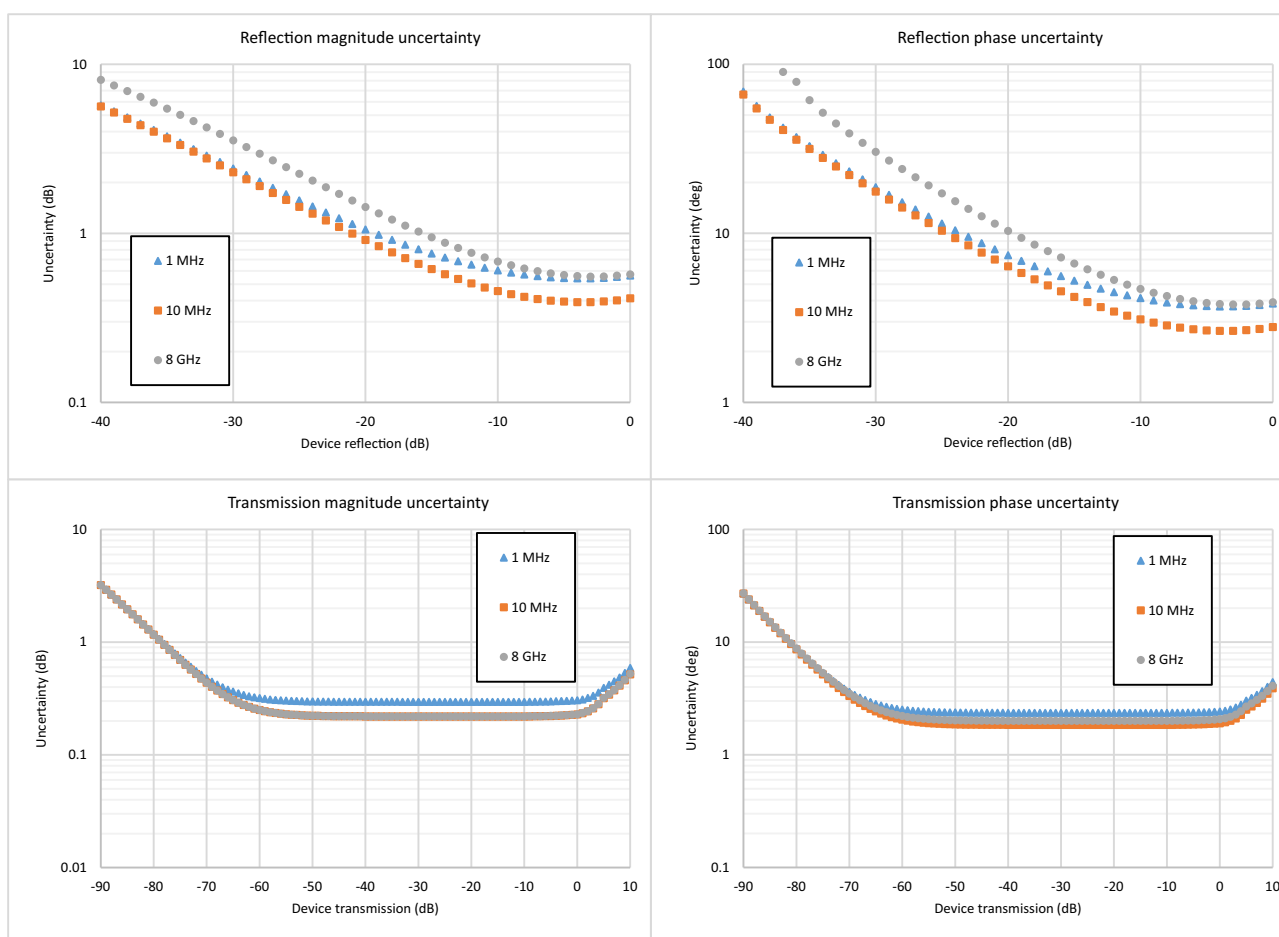 Reflection magnitude uncertainty
10
1
0.1
Uncertainty (dB)
1 MHz
10 MHz
8 GHz
-40 -30 -20 -10 0
Device reflection (dB)
Reflection phase uncertainty
100
10
1
Uncertainty (deg)
1 MHz
10 MHz
8 GHz
-40 -30 -20 -10 0
Device reflection (dB)
Transmission magnitude uncertainty
10
1
0.1
0.01
Uncertainty (dB)
1 MHz
10 MHz
8 GHz
-90 -80 -70 -60 -50 -40 -30 -20 -10 0 10
Device transmission (dB)
Transmission phase uncertainty
100
10
1
0.1
Uncertainty (deg)
1 MHz
10 MHz
8 GHz
-90 -80 -70 -60 -50 -40 -30 -20 -10 0 10
Device transmission (dB)